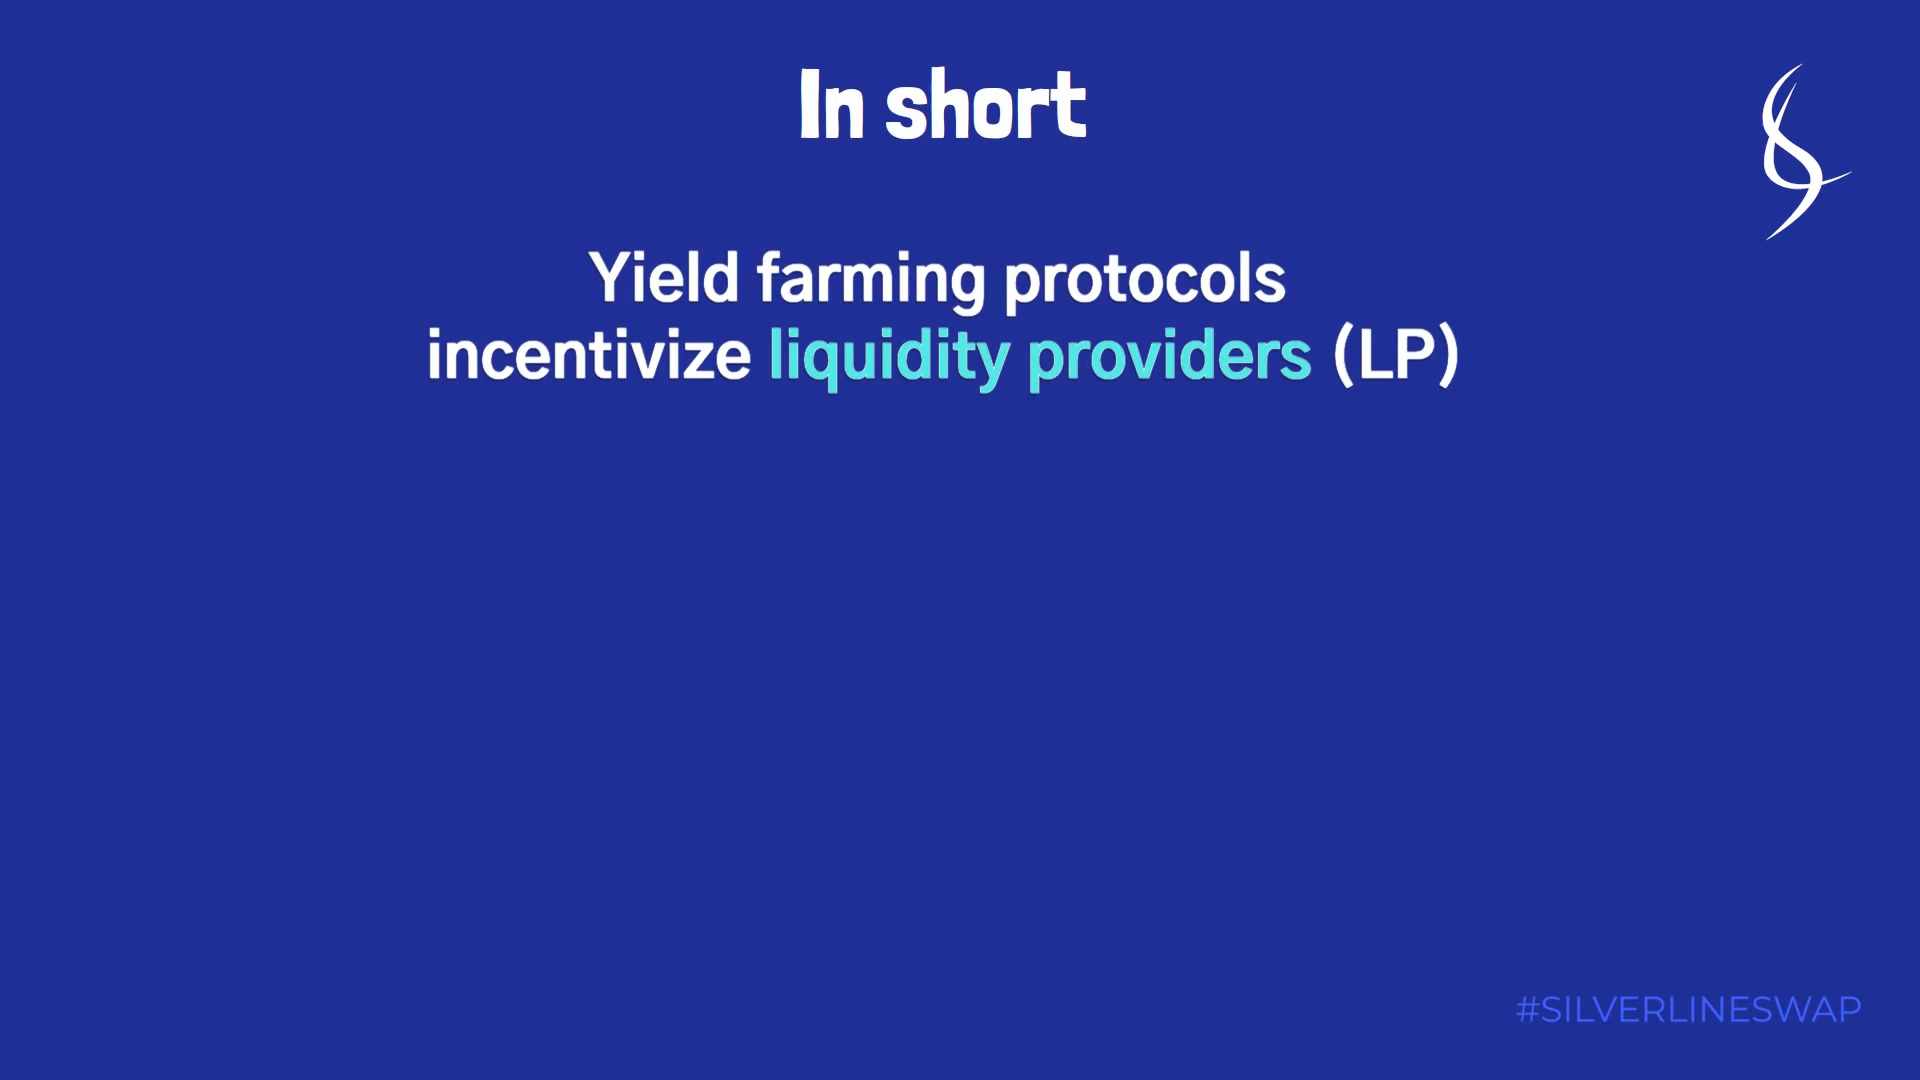 In short
Yield farming protocols
incentivize liquidity providers (LP)
#SILVERLINESWAP